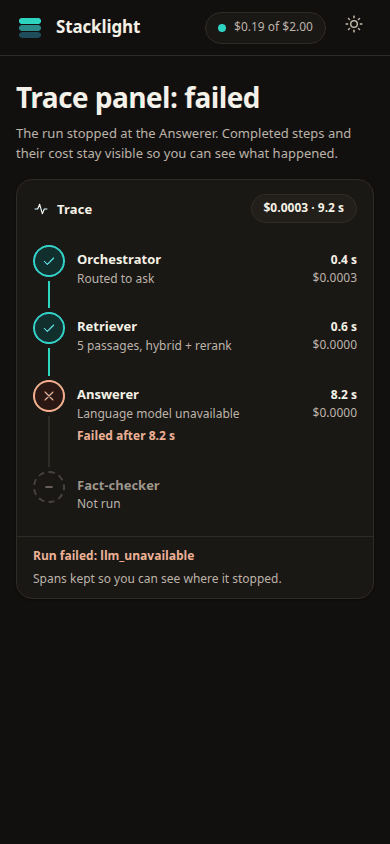 Stacklight
$0.19 of $2.00
Trace panel: failed
The run stopped at the Answerer. Completed steps and
their cost stay visible so you can see what happened.
Trace
$0.0003 · 9.2 s
Orchestrator
0.4 s
Routed to ask
$0.0003
Retriever
0.6 s
5 passages, hybrid + rerank
$0.0000
Answerer
8.2 s
Language model unavailable
$0.0000
Failed after 8.2 s
Fact-checker
Not run
Run failed: llm_unavailable
Spans kept so you can see where it stopped.